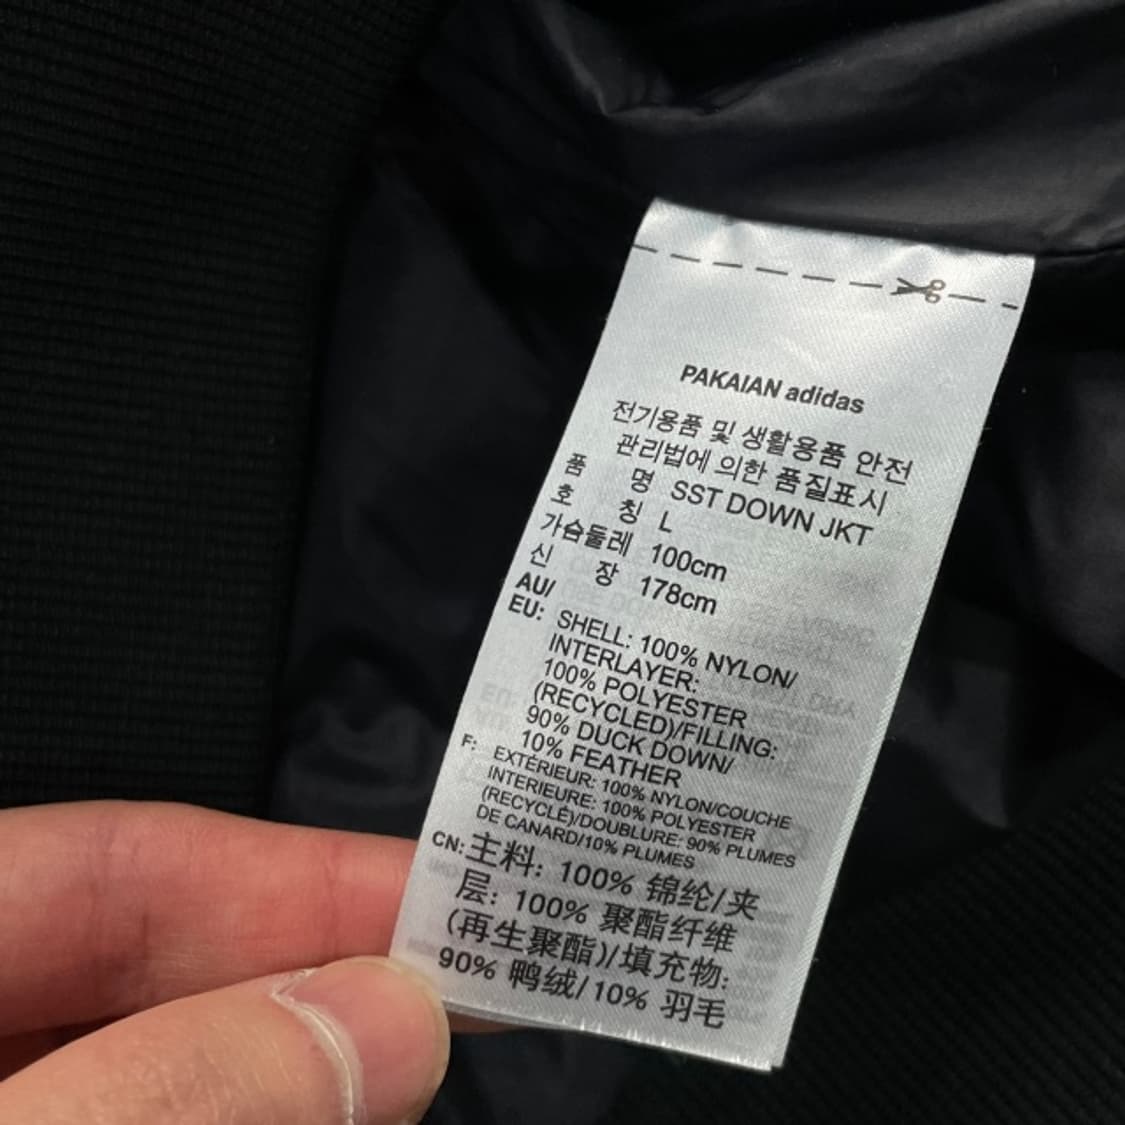 PAKAIAN adidas
전기용품 및 생활용품 안전
관리법에 의한 품질표시
품 명 SST DOWN JKT
호 칭 L
가슴둘레 100cm
신 장 178cm
AU/
EU: SHELL: 100% NYLON/
INTERLAYER:
100% POLYESTER
(RECYCLED)/FILLING:
90% DUCK DOWN/
10% FEATHER
F: EXTÉRIEUR: 100% NYLON/COUCHE
INTERIEURE: 100% POLYESTER
(RECYCLÉ)/DOUBLURE: 90% PLUMES
DE CANARD/10% PLUMES
CN: 主料: 100% 锦纶/夹
层: 100% 聚酯纤维
(再生聚酯)/填充物:
90% 鸭绒/10% 羽毛